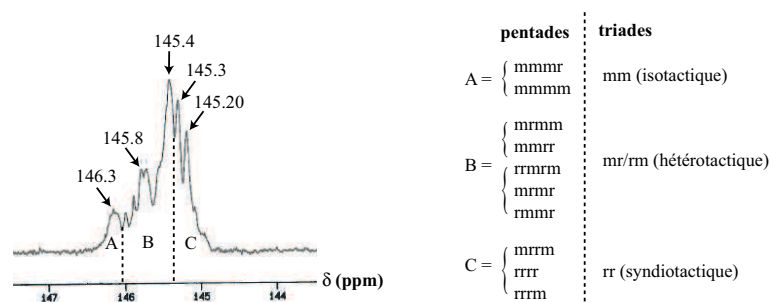 145.4
145.3
145.20
145.8
146.3
A
B
C
147
146
145
144
δ (ppm)
pentades
triades
A =
mmmr
mmmm
mm (isotactique)
B =
mrmm
mmrr
rrmrm
mrmr
rmmr
mr/rm (hétérotactique)
C =
mrrm
rrrr
rrrm
rr (syndiotactique)